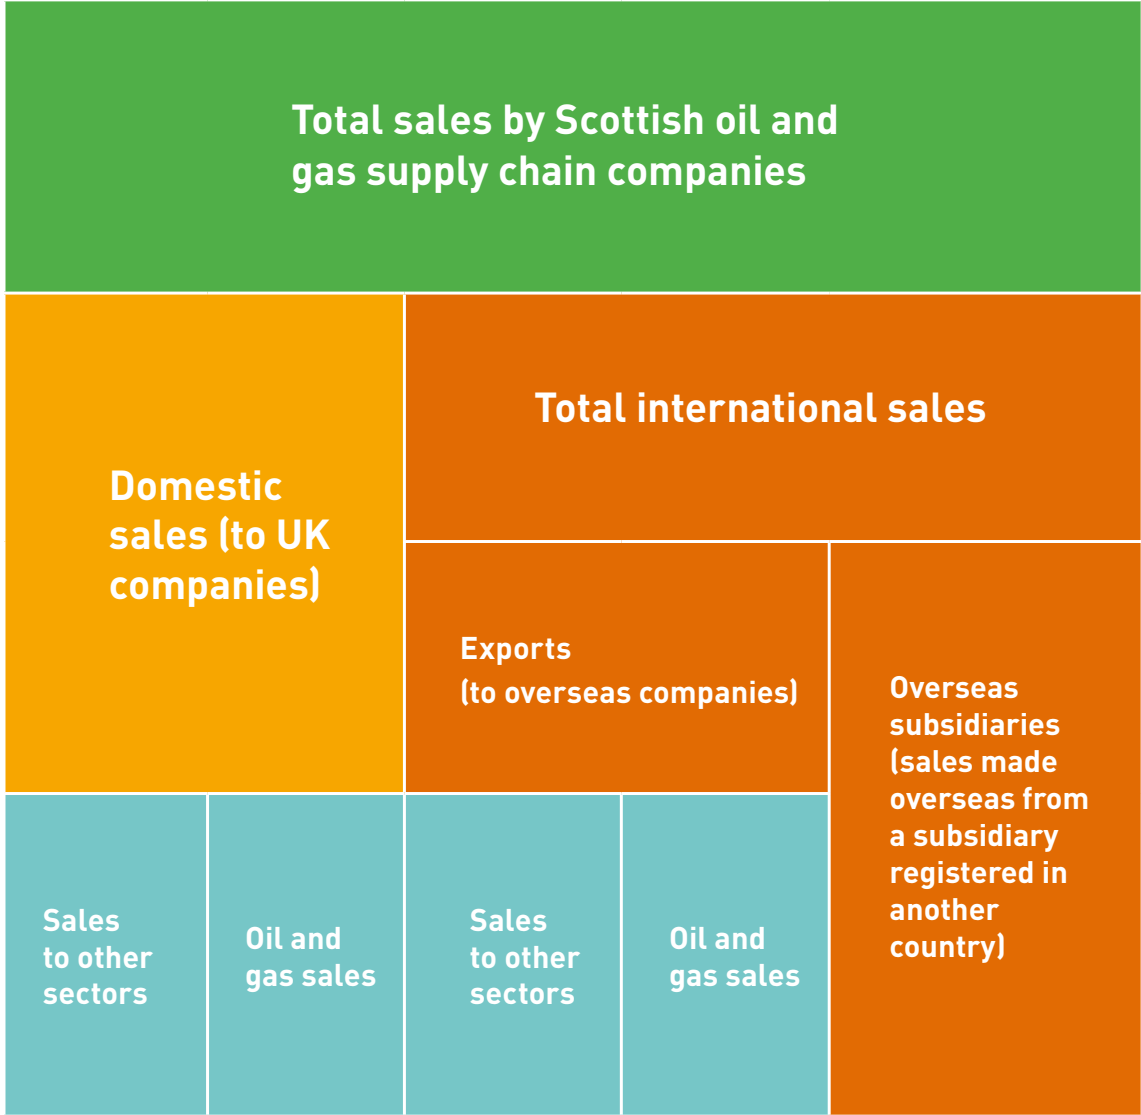 Total sales by Scottish oil and
gas supply chain companies
Total international sales
Domestic
sales (to UK
companies)
Exports
(to overseas companies)
Overseas
subsidiaries
(sales made
overseas from
a subsidiary
registered in
another
country)
Sales
to other
sectors
Oil and
gas sales
Sales
to other
sectors
Oil and
gas sales